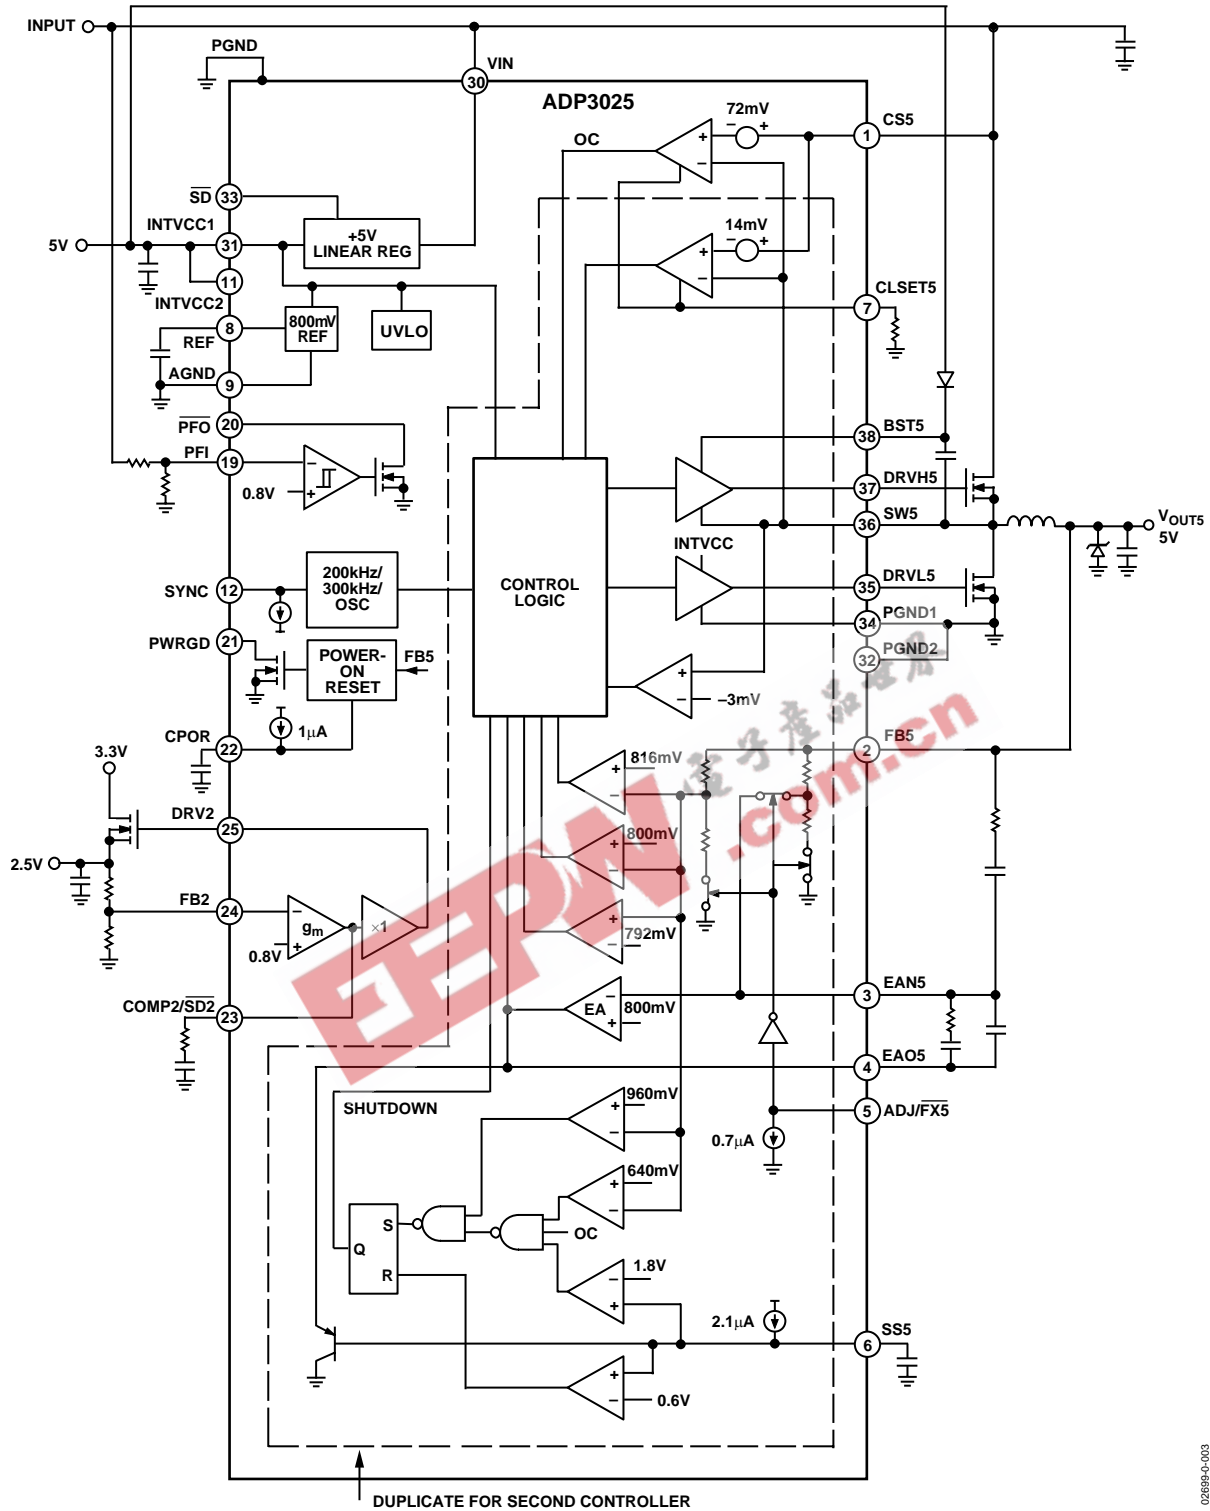 INPUT
PGND
VIN
30
ADP3025
72mV
− +
CS5
1
OC
+
−
SD
33
INTVCC1
5V
31
+5V
LINEAR REG
14mV
− +
+
−
11
INTVCC2
CLSET5
7
8
REF
800mV
REF
UVLO
AGND
9
PFO
20
PFI
19
−
0.8V
+
BST5
38
DRVH5
37
SW5
36
VOUT5
5V
INTVCC
DRVL5
35
PGND1
34
PGND2
32
CONTROL
LOGIC
SYNC
12
200kHz/
300kHz/
OSC
PWRGD
21
POWER-
ON
RESET
FB5
+
−
−3mV
1µA
CPOR
22
FB5
2
816mV
+
−
3.3V
DRV2
25
800mV
+
−
2.5V
FB2
24
−
gm
+
×1
0.8V
+
792mV
−
COMP2/SD2
23
EA
−
800mV
+
EAN5
3
EAO5
4
SHUTDOWN
960mV
+
−
ADJ/FX5
5
0.7µA
640mV
+
−
S
Q
R
OC
1.8V
−
+
2.1µA
SS5
6
+
−
0.6V
DUPLICATE FOR SECOND CONTROLLER
02699-0-003
EEPW
電子產品世界
.com.cn